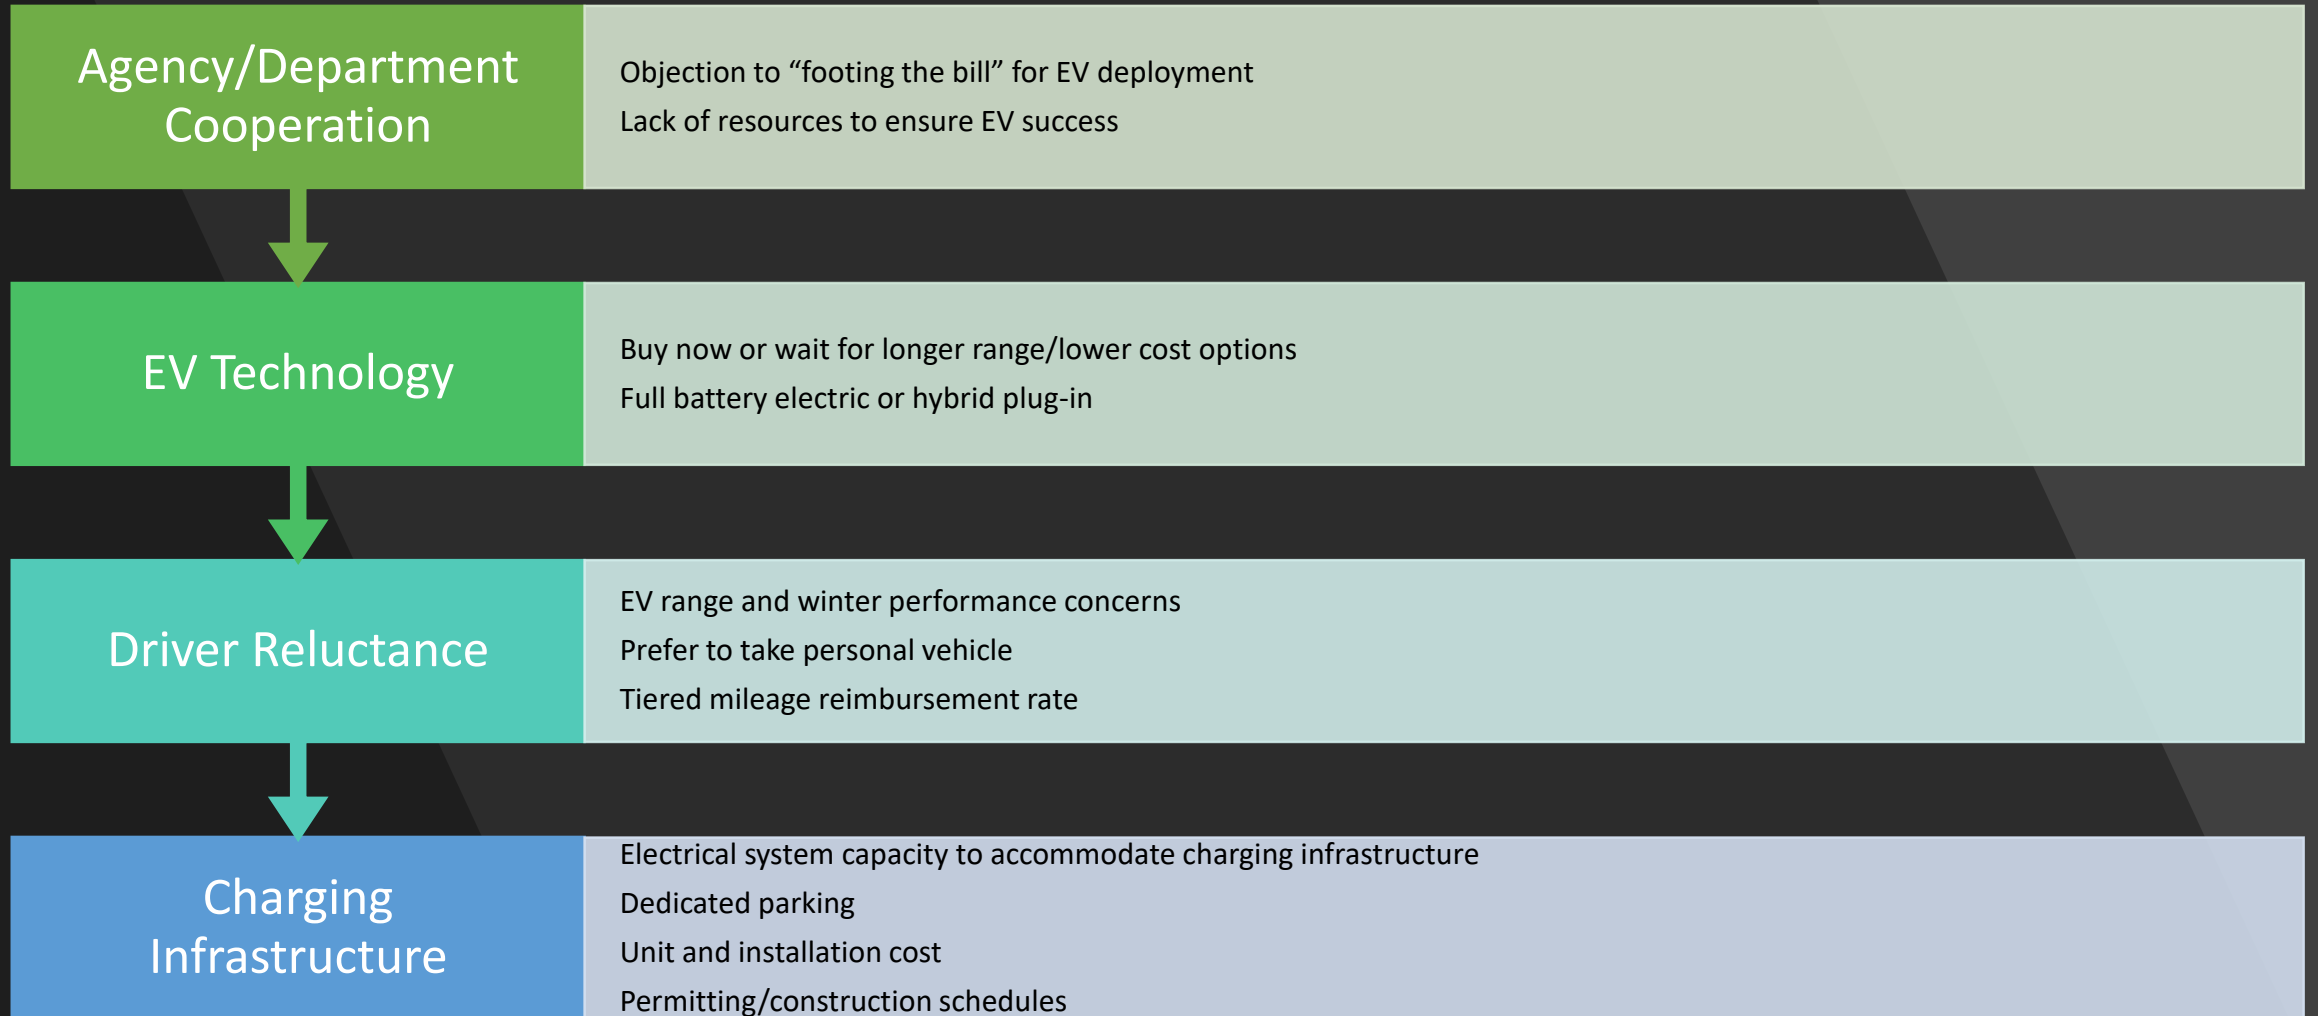 Agency/Department
Cooperation
Objection to “footing the bill” for EV deployment
Lack of resources to ensure EV success
EV Technology
Buy now or wait for longer range/lower cost options
Full battery electric or hybrid plug-in
Driver Reluctance
EV range and winter performance concerns
Prefer to take personal vehicle
Tiered mileage reimbursement rate
Charging
Infrastructure
Electrical system capacity to accommodate charging infrastructure
Dedicated parking
Unit and installation cost
Permitting/construction schedules